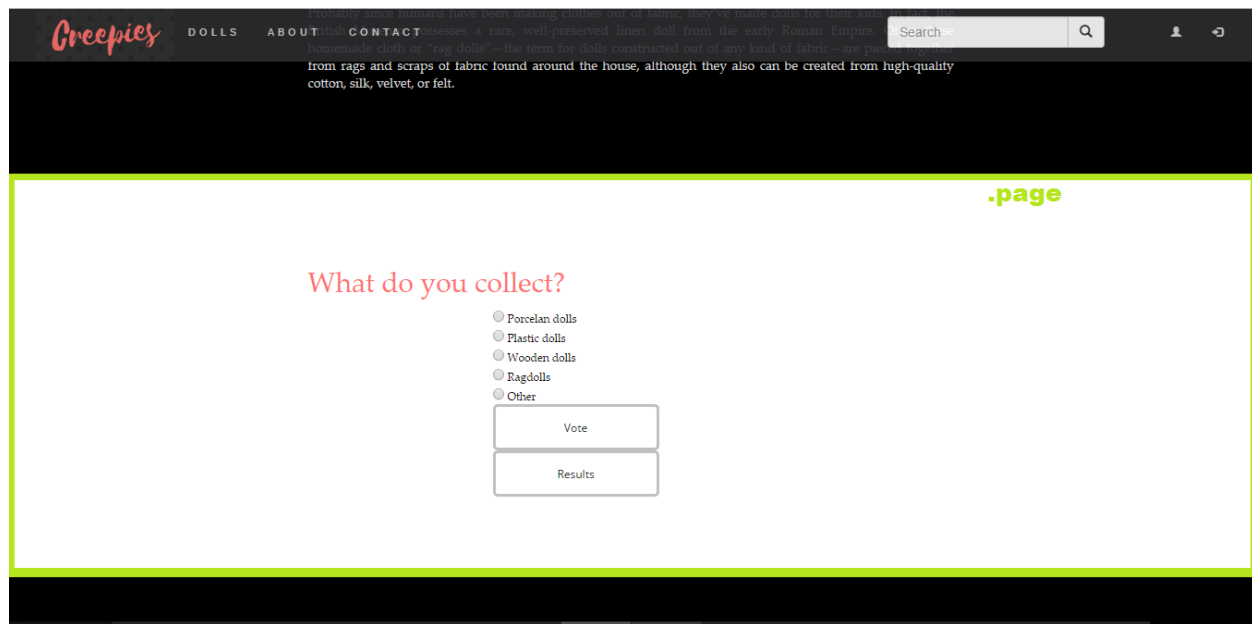 Probably since humans have been making clothes out of fabric, they've made dolls for their kids. In fact, the
Creepies DOLLS ABOUT CONTACT Search
possesses a rare, well-preserved linen doll from the early Roman Empire.
homemade cloth or "rag dolls"—the term for dolls constructed out of any kind of fabric—are pieced together
from rags and scraps of fabric found around the house, although they also can be created from high-quality
cotton, silk, velvet, or felt.
.page
What do you collect?
Porcelan dolls
Plastic dolls
Wooden dolls
Ragdolls
Other
Vote
Results